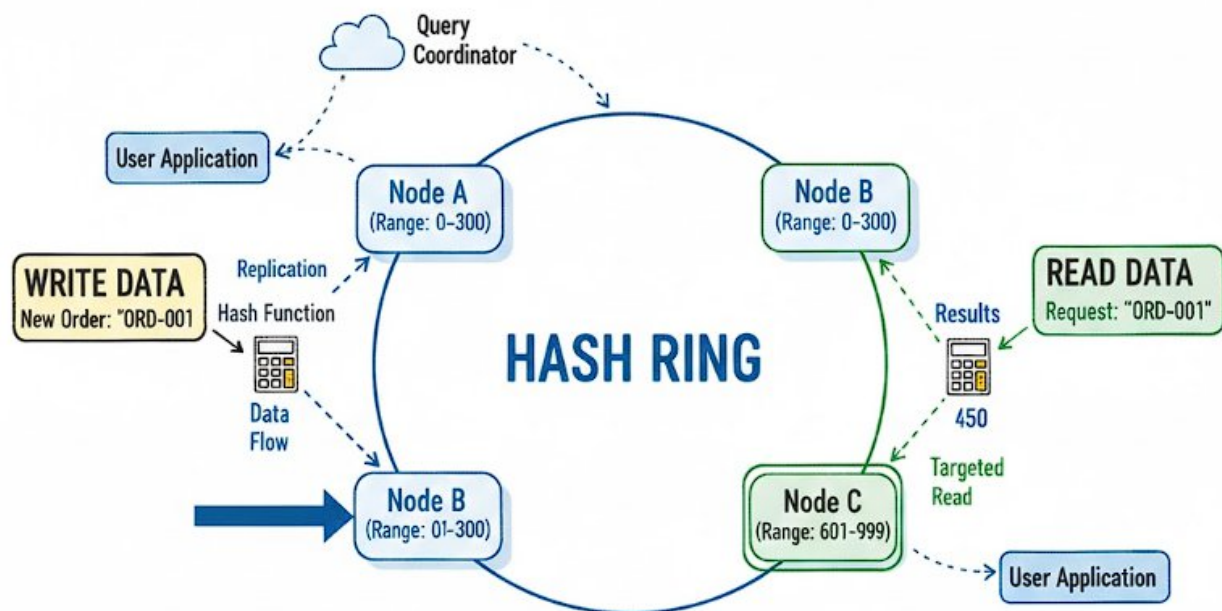 Query
Coordinator
User Application
Node A
(Range: 0-300)
Node B
(Range: 0-300)
WRITE DATA
New Order: "ORD-001
Replication
Hash Function
Data
Flow
HASH RING
Results
450
READ DATA
Request: "ORD-001"
Targeted
Read
Node B
(Range: 01-300)
Node C
(Range: 601-999)
User Application